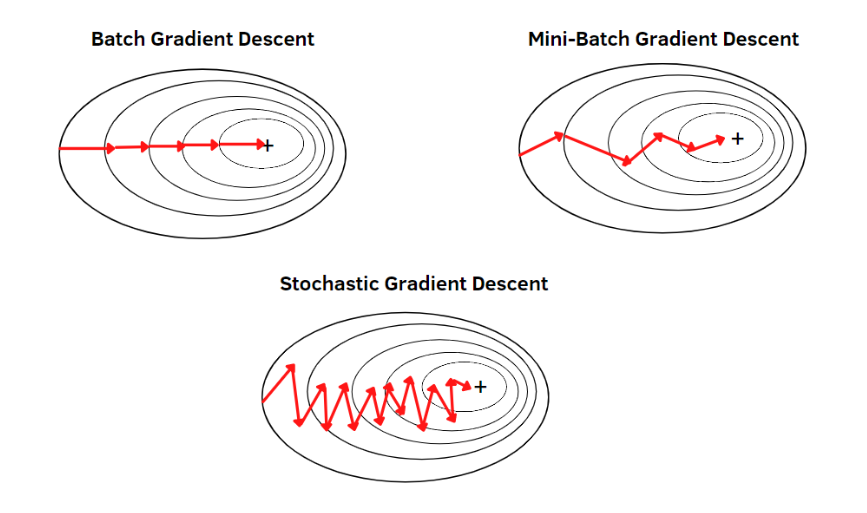 Batch Gradient Descent
Mini-Batch Gradient Descent
Stochastic Gradient Descent